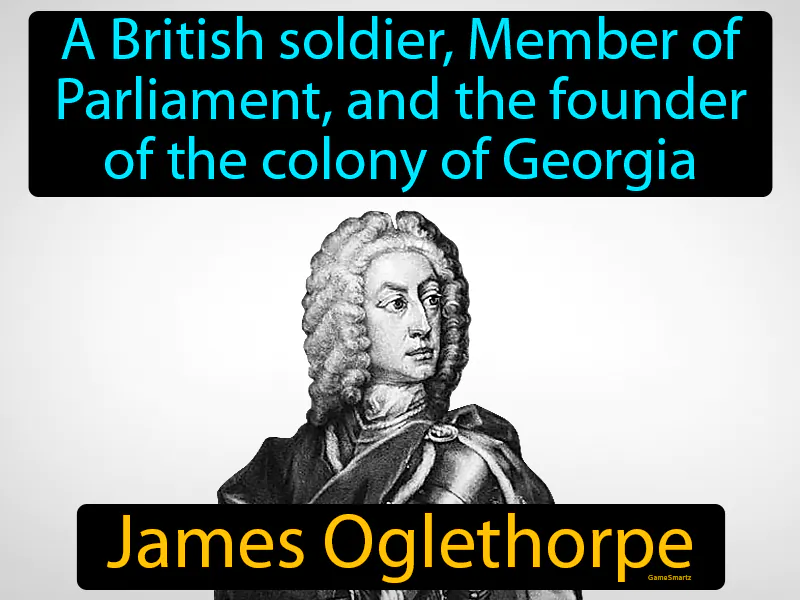 A British soldier, Member of
Parliament, and the founder
of the colony of Georgia
James Oglethorpe
GameSmartz